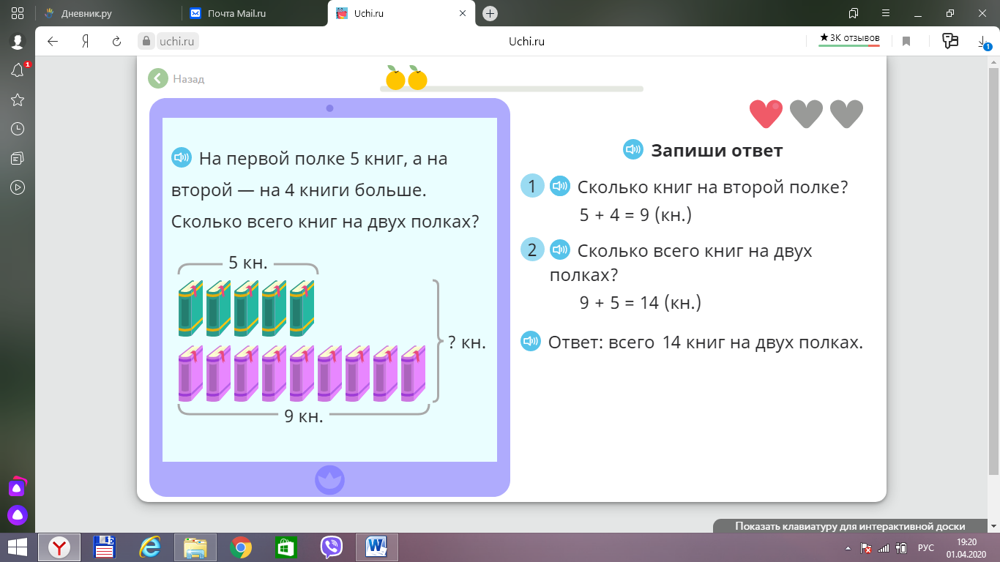 Дневник.ру
Почта Mail.ru
Uchi.ru
uchi.ru
Uchi.ru
★ 3К отзывов
1
1
Назад
На первой полке 5 книг, а на
второй — на 4 книги больше.
Сколько всего книг на двух полках?
5 кн.
? кн.
9 кн.
Запиши ответ
1 Сколько книг на второй полке?
5 + 4 = 9 (кн.)
2 Сколько всего книг на двух
полках?
9 + 5 = 14 (кн.)
Ответ: всего 14 книг на двух полках.
Показать клавиатуру для интерактивной доски
РУС
19:20
01.04.2020